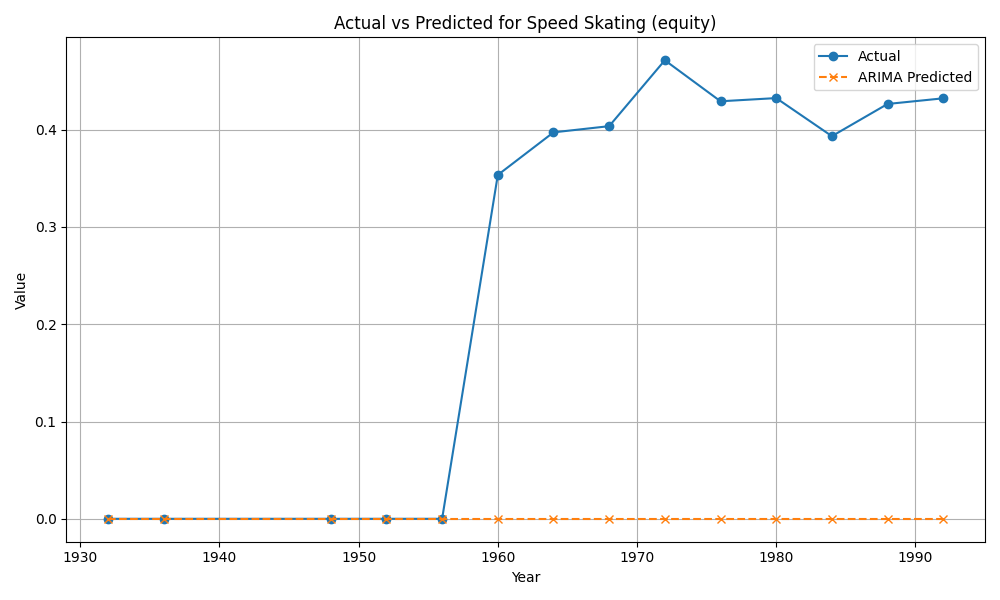 Actual vs Predicted for Speed Skating (equity)
Actual
ARIMA Predicted
Value
0.4
0.3
0.2
0.1
0.0
1930 1940 1950 1960 1970 1980 1990
Year